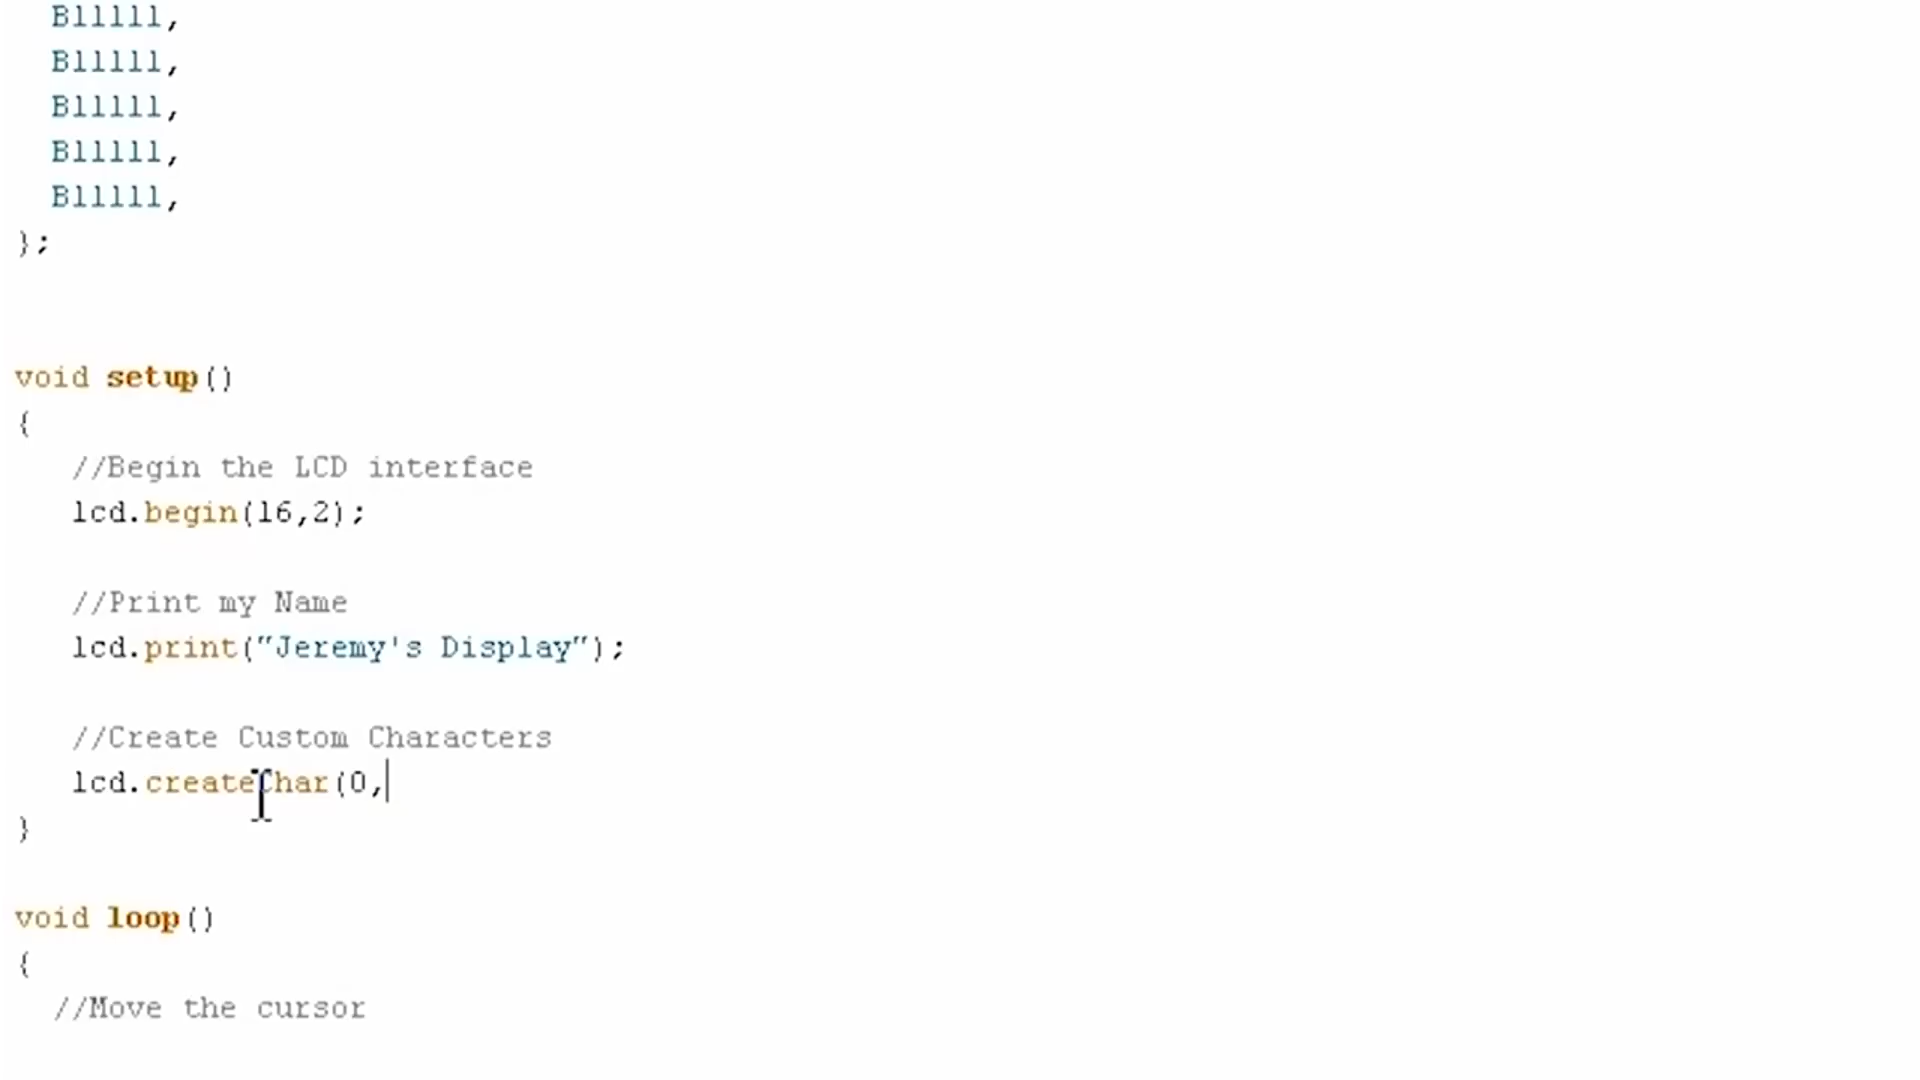 B11111,
B11111,
B11111,
B11111,
B11111,
};
void setup()
{
//Begin the LCD interface
lcd.begin(16,2);
//Print my Name
lcd.print("Jeremy's Display");
//Create Custom Characters
lcd.createChar(0,
}
void loop()
{
//Move the cursor